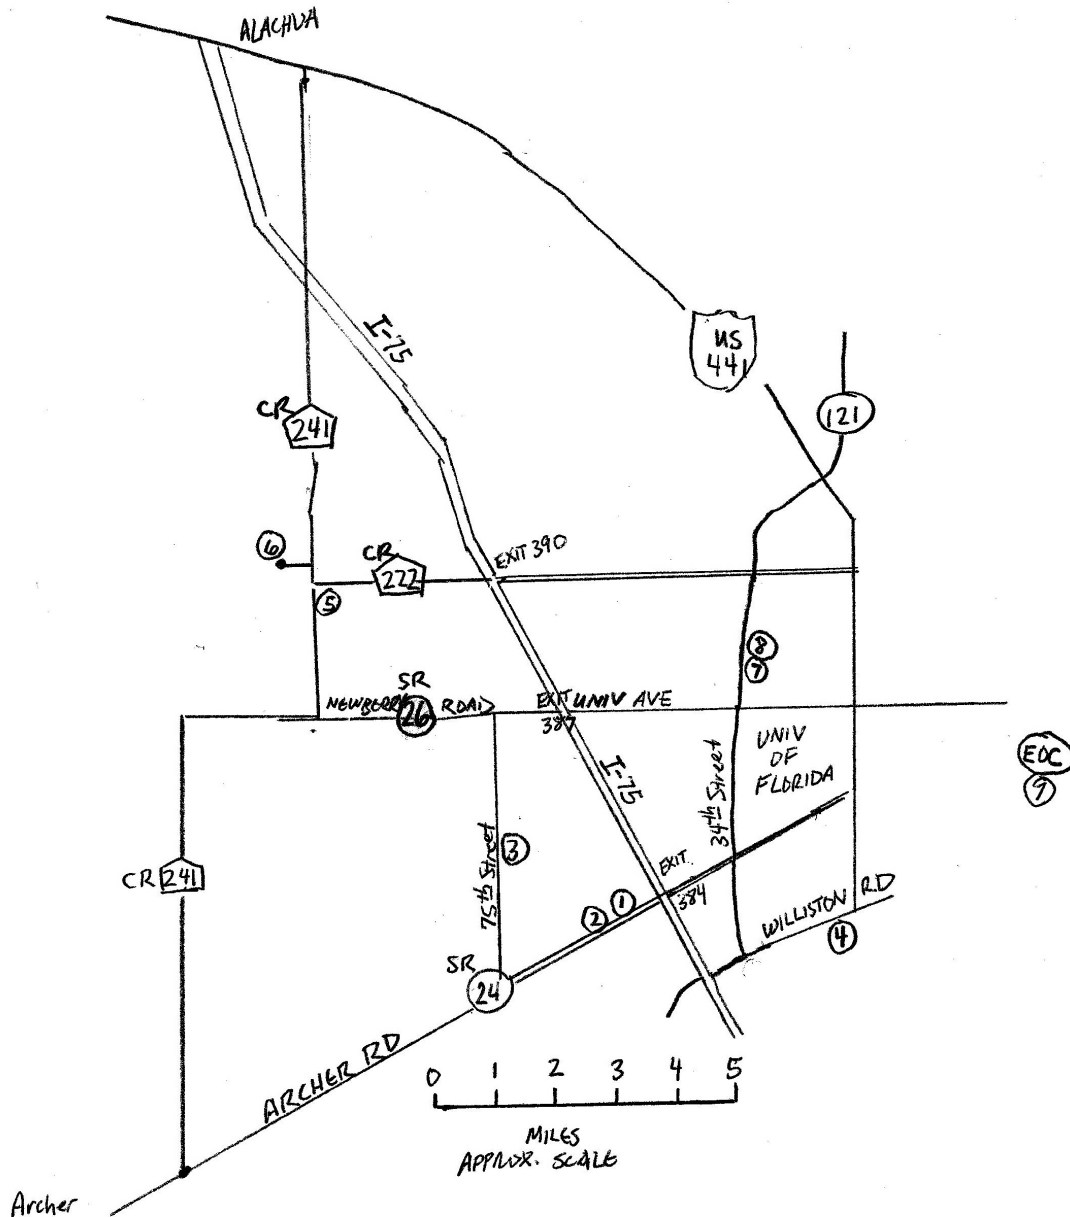 ALACHUA
I-75
US
441
121
CR
241
6
CR
222
EXIT 390
5
8
7
SR
NEWBERRY 26 ROAD
EXIT UNIV AVE
387
UNIV
OF
FLORIDA
EOC
9
I-75
34th Street
75th Street
3
CR 241
EXIT
384
2 1
WILLISTON RD
4
SR
24
ARCHER RD
0 1 2 3 4 5
MILES
APPROX. SCALE
Archer